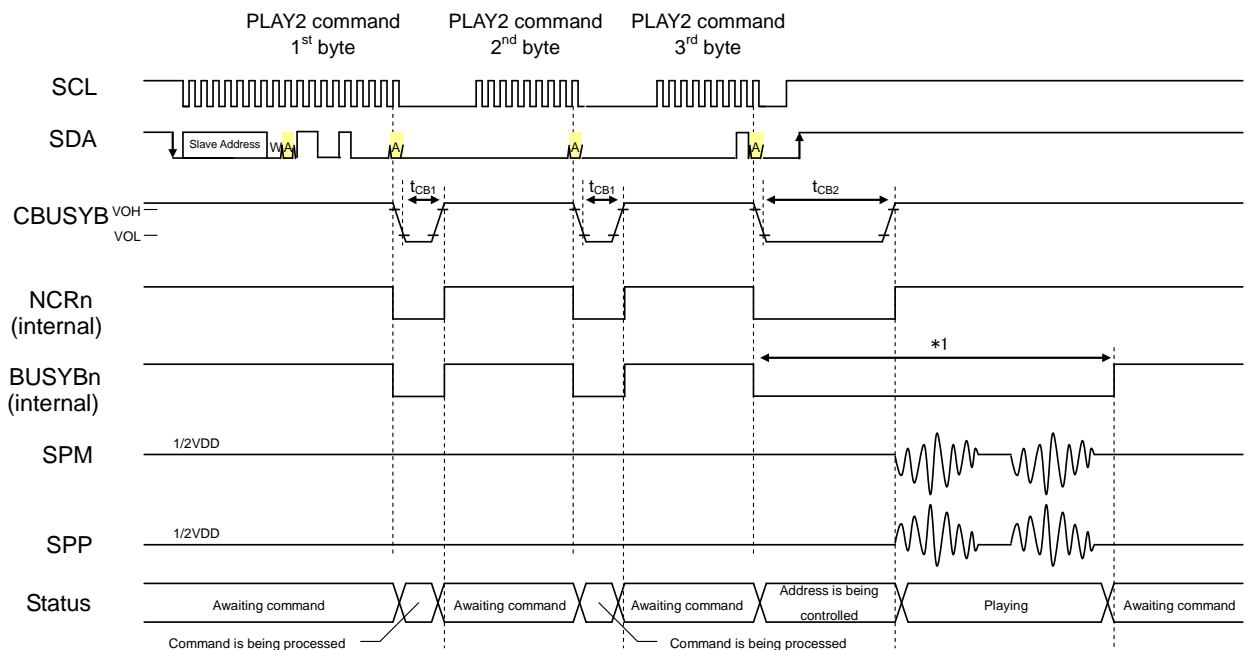 PLAY2 command
1st byte
PLAY2 command
2nd byte
PLAY2 command
3rd byte
SCL
SDA
Slave Address
W
A
A
A
A
CBUSYB
VOH
VOL
tCB1
tCB1
tCB2
NCRn
(internal)
BUSYBn
(internal)
*1
SPM
1/2VDD
SPP
1/2VDD
Status
Awaiting command
Awaiting command
Awaiting command
Address is being
controlled
Playing
Awaiting command
Command is being processed
Command is being processed